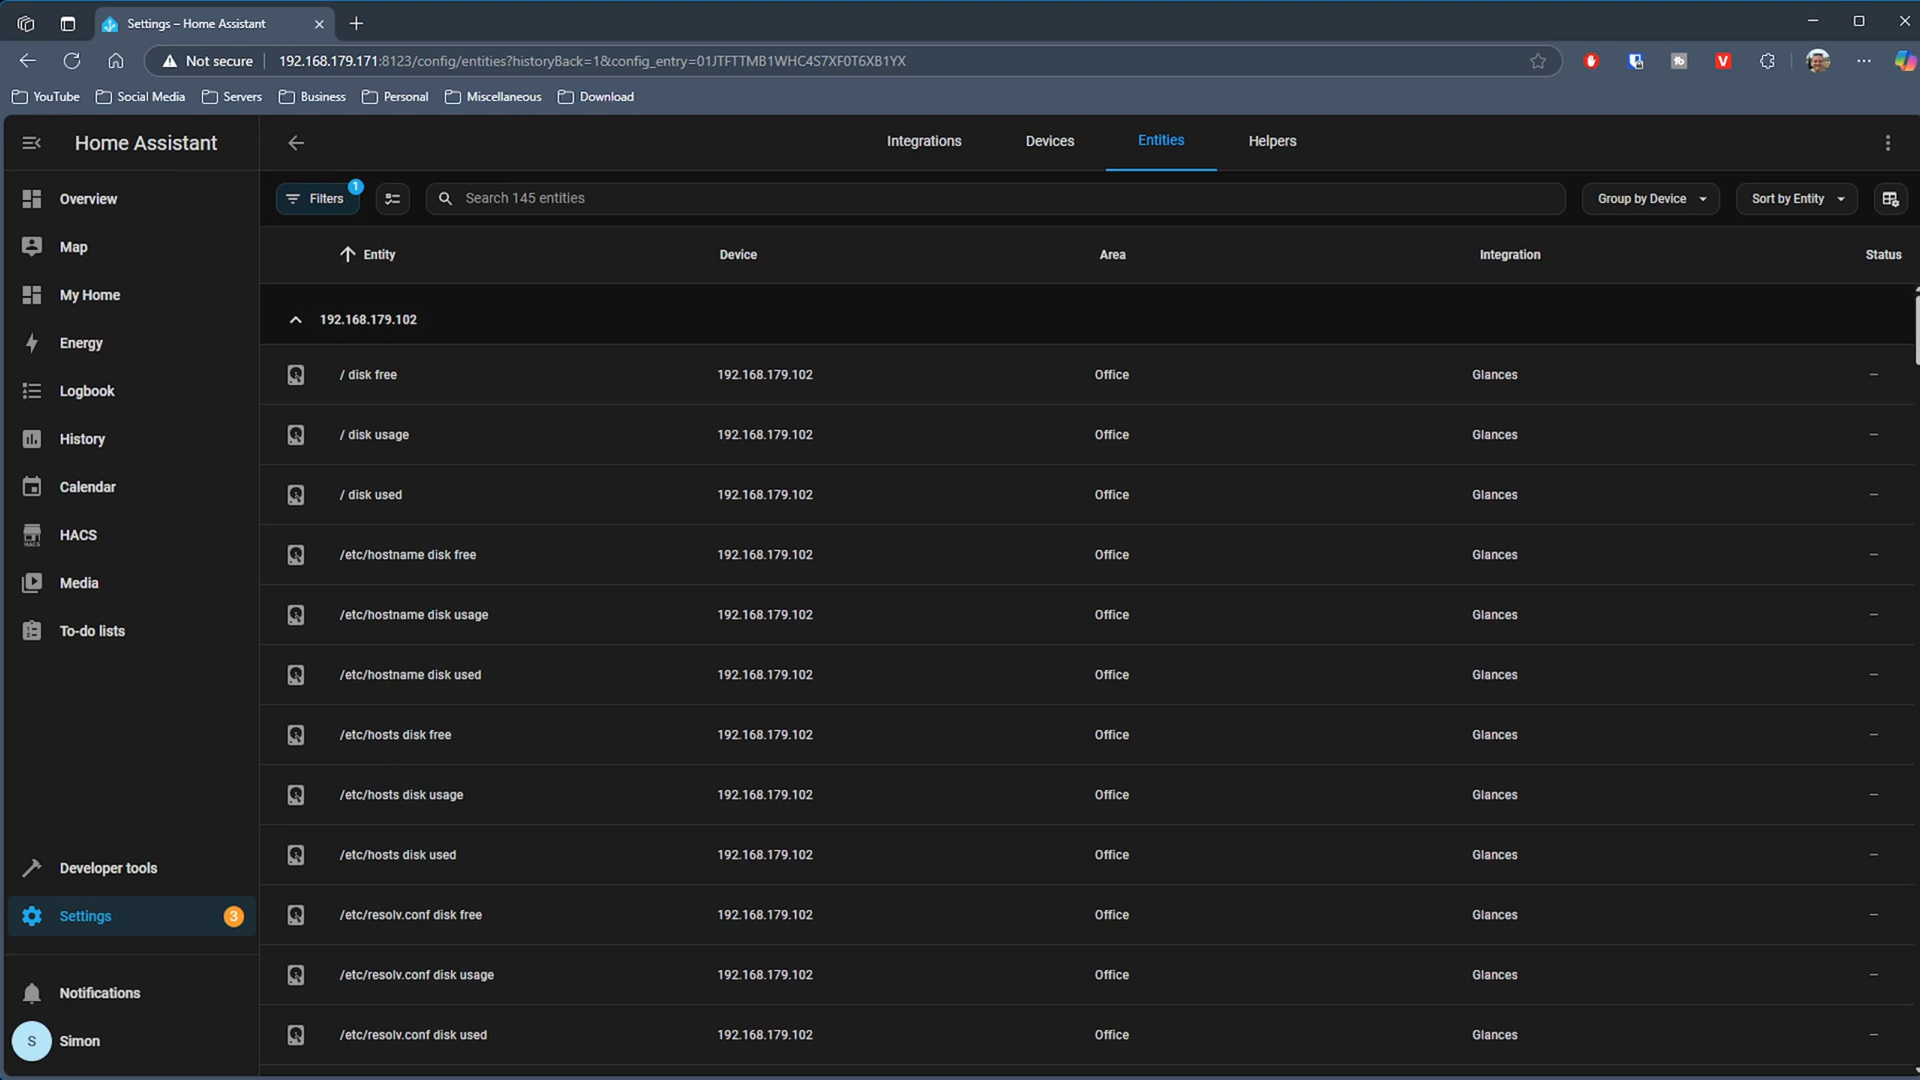 Settings – Home Assistant
Not secure
192.168.179.171:8123/config/entities?historyBack=1&config_entry=01JTFTTMB1WHC4S7XF0T6XB1YX
YouTube Social Media Servers Business Personal Miscellaneous Download
Home Assistant
Integrations Devices Entities Helpers
Overview
Map
My Home
Energy
Logbook
History
Calendar
HACS
Media
To-do lists
Developer tools
Settings 3
Notifications
S Simon
Filters 1
Search 145 entities
Group by Device
Sort by Entity
Entity Device Area Integration Status
192.168.179.102
/ disk free 192.168.179.102 Office Glances –
/ disk usage 192.168.179.102 Office Glances –
/ disk used 192.168.179.102 Office Glances –
/etc/hostname disk free 192.168.179.102 Office Glances –
/etc/hostname disk usage 192.168.179.102 Office Glances –
/etc/hostname disk used 192.168.179.102 Office Glances –
/etc/hosts disk free 192.168.179.102 Office Glances –
/etc/hosts disk usage 192.168.179.102 Office Glances –
/etc/hosts disk used 192.168.179.102 Office Glances –
/etc/resolv.conf disk free 192.168.179.102 Office Glances –
/etc/resolv.conf disk usage 192.168.179.102 Office Glances –
/etc/resolv.conf disk used 192.168.179.102 Office Glances –